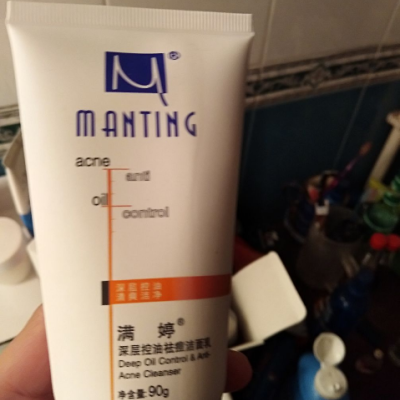 ®
MANTING
acne
anti
oil
control
深层控油
清爽洁净
满婷®
深层控油祛痘洁面乳
Deep Oil Control & Anti-
Acne Cleanser
净含量:90g